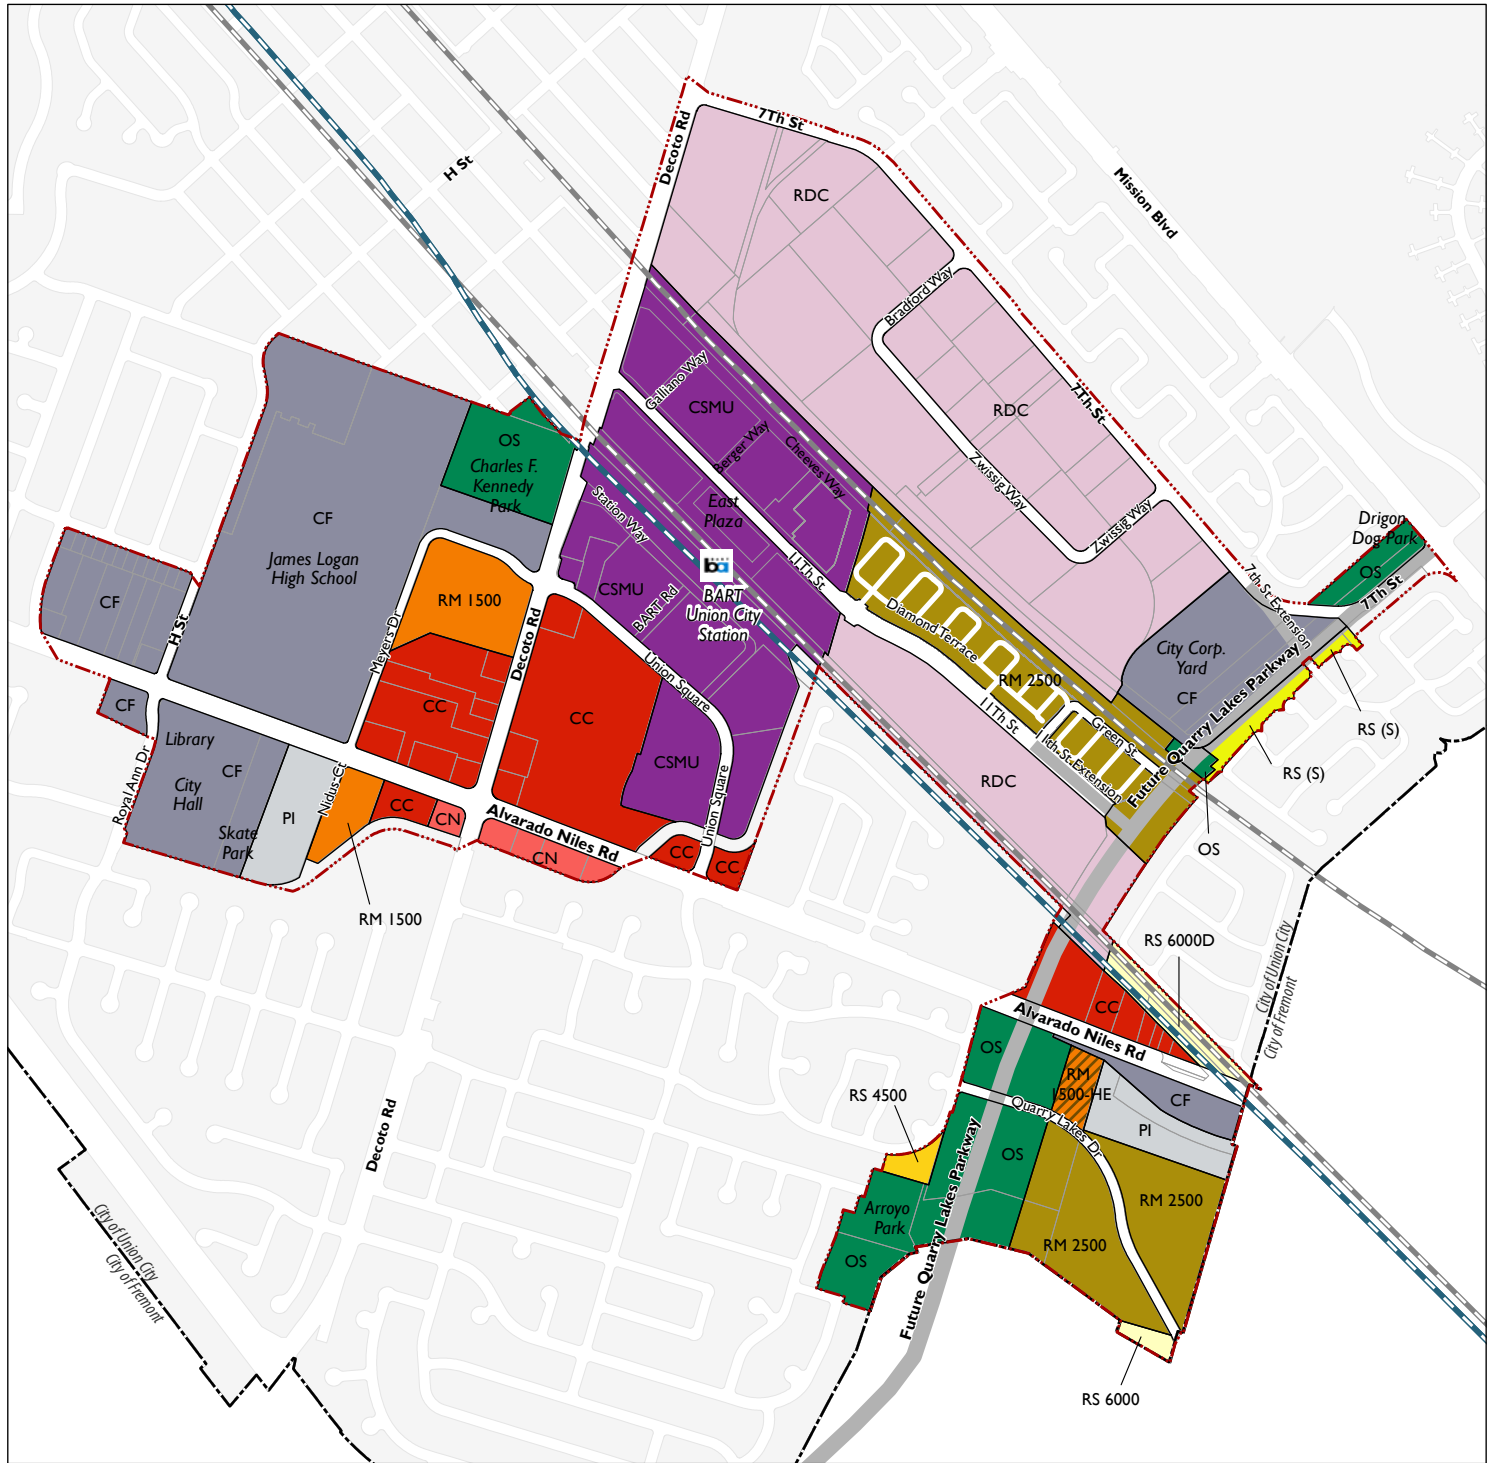 7Th St
Decoto Rd
H St
RDC
Mission Blvd
Bradford Way
Galliano Way
CSMU
7Th St
RDC
Berger Way
Cheeves Way
OS
Charles F.
Kennedy
Park
Zwissig Way
East
Plaza
Station Way
CF
Zwissig Way
Drigon
Dog Park
James Logan
High School
11Th St
OS
ba
CSMU
BART Rd
BART
Union City
Station
7th St Extension
7Th St
CF
RM 1500
H St
Meyers Dr
Decoto Rd
Diamond Terrace
City Corp.
Yard
RM 2500
CF
Union Square
11Th St
Green St
Future Quarry Lakes Parkway
RS (S)
CF
CC
CC
Library
11th St Extension
CSMU
RS (S)
RDC
CF
City
Hall
Royal Ann Dr
Nidus Ct
PI
CC
CN
Union Square
Alvarado Niles Rd
Skate
Park
CN
CC
CC
OS
RM 1500
RS 6000D
City of Union City
City of Fremont
CC
Alvarado Niles Rd
OS
RM
1500-HE
RS 4500
CF
Quarry Lakes Dr
PI
Decoto Rd
OS
Future Quarry Lakes Parkway
Arroyo
Park
RM 2500
RM 2500
OS
City of Union City
City of Fremont
RS 6000